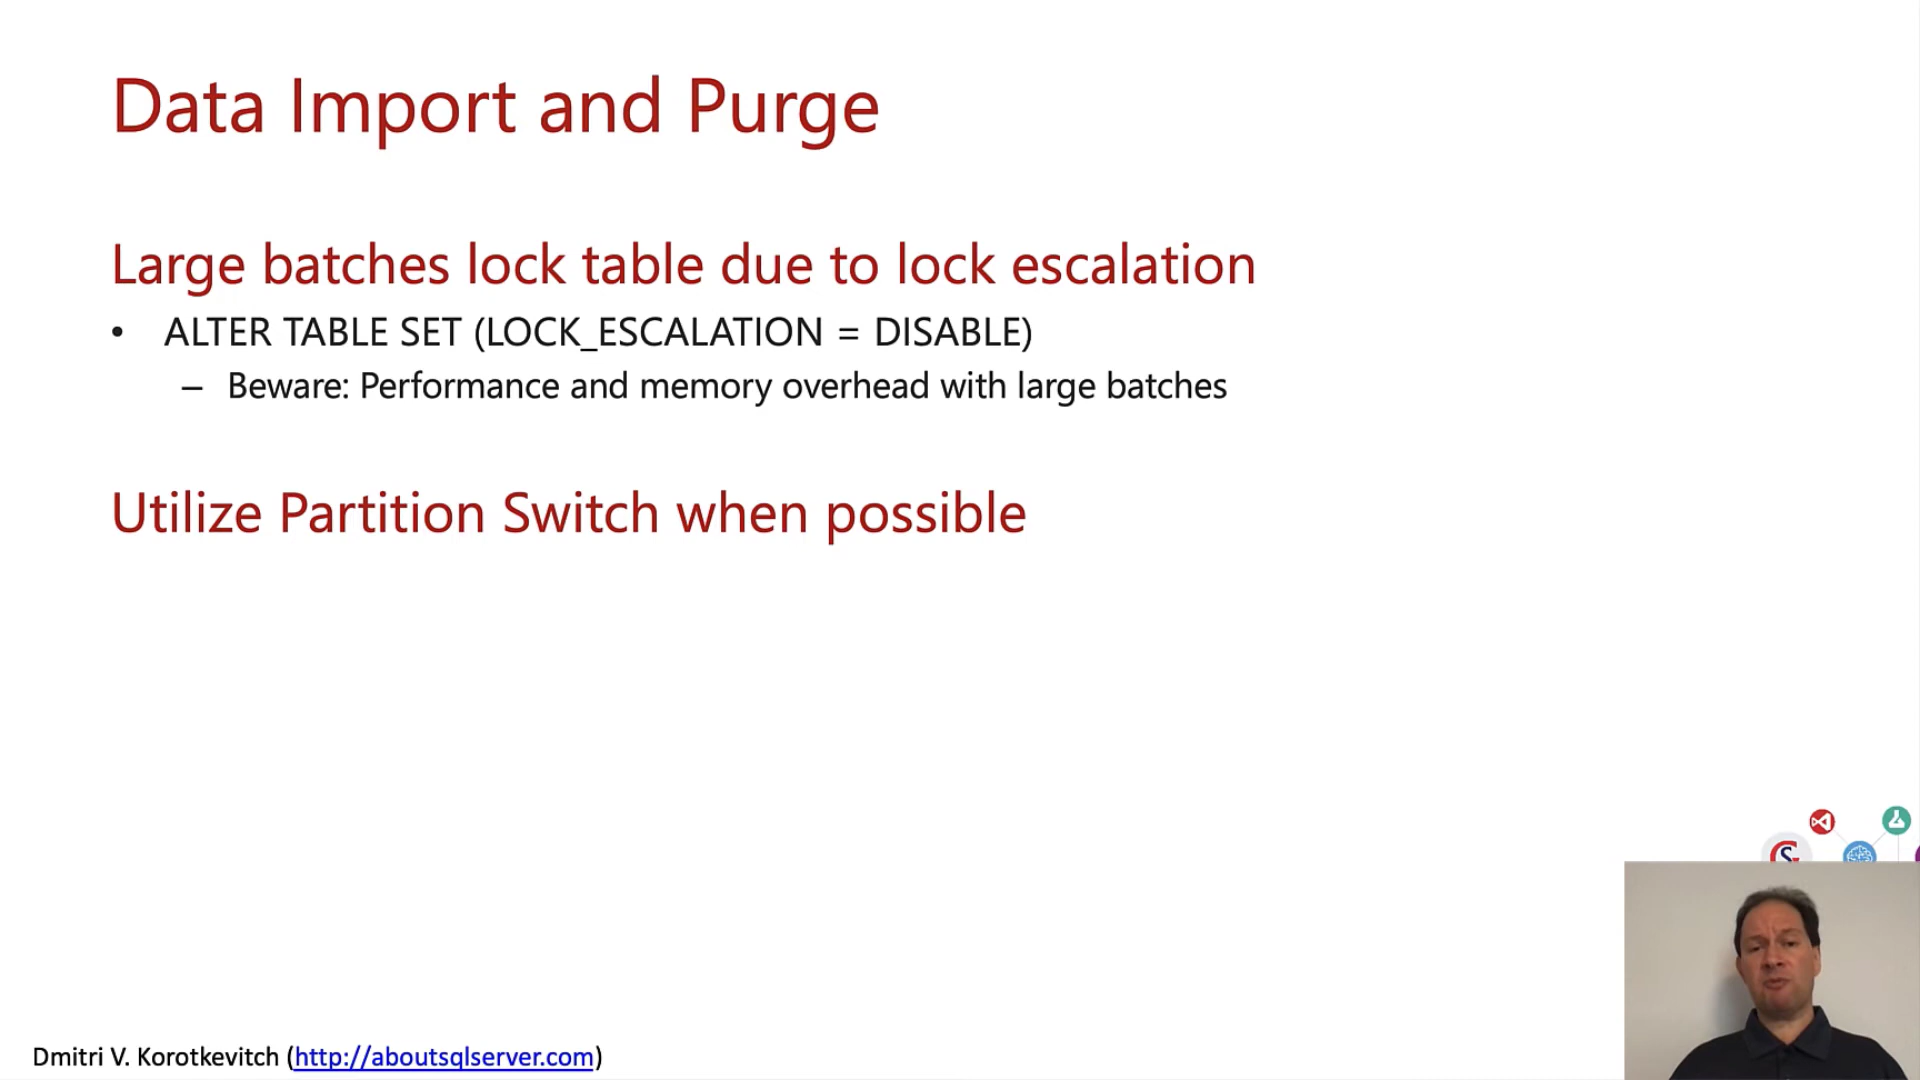 Data Import and Purge
Large batches lock table due to lock escalation
• ALTER TABLE SET (LOCK_ESCALATION = DISABLE)
– Beware: Performance and memory overhead with large batches
Utilize Partition Switch when possible
Dmitri V. Korotkevitch (http://aboutsqlserver.com)